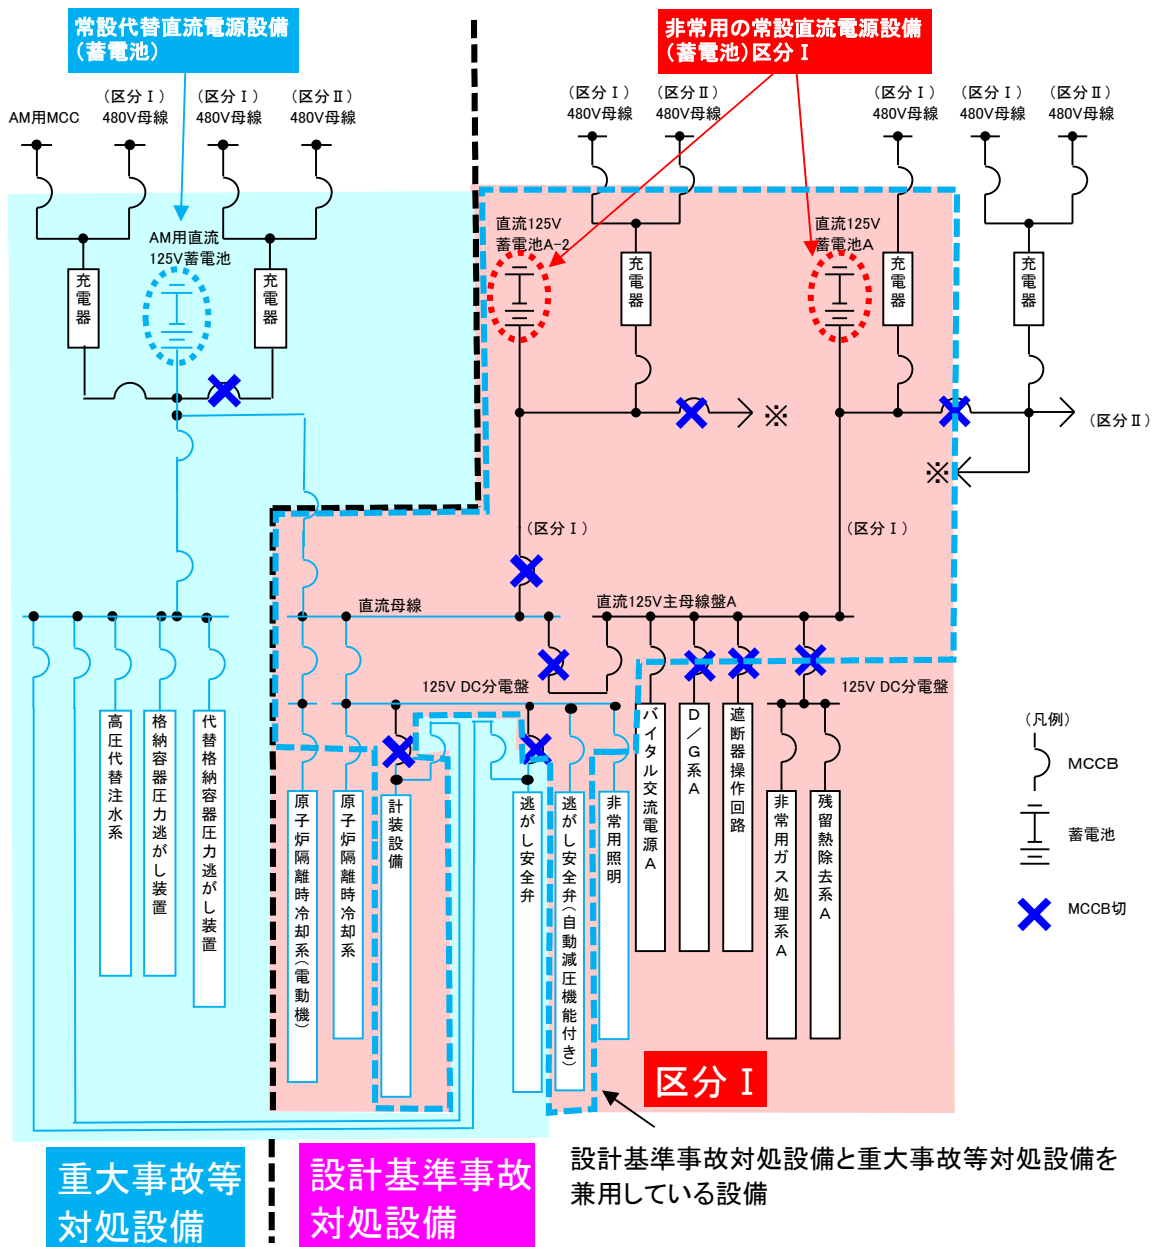 常設代替直流電源設備
（蓄電池）
非常用の常設直流電源設備
（蓄電池）区分Ⅰ
AM用MCC
（区分Ⅰ）
480V母線
（区分Ⅰ）
480V母線
（区分Ⅱ）
480V母線
（区分Ⅰ）
480V母線
（区分Ⅱ）
480V母線
（区分Ⅰ）
480V母線
（区分Ⅰ）
480V母線
（区分Ⅱ）
480V母線
AM用直流
125V蓄電池
直流125V
蓄電池A-2
直流125V
蓄電池A
充電器
充電器
充電器
充電器
充電器
※
（区分Ⅱ）
※
（区分Ⅰ）
（区分Ⅰ）
直流母線
直流125V主母線盤A
125V DC分電盤
125V DC分電盤
高圧代替注水系
格納容器圧力逃がし装置
代替格納容器圧力逃がし装置
原子炉隔離時冷却系（電動機）
原子炉隔離時冷却系
計装設備
逃がし安全弁
逃がし安全弁（自動減圧機能付き）
非常用照明
バイタル交流電源A
D／G系A
遮断器操作回路
非常用ガス処理系A
残留熱除去系A
（凡例）
MCCB
蓄電池
MCCB切
区分Ⅰ
設計基準事故対処設備と重大事故等対処設備を
兼用している設備
重大事故等
対処設備
設計基準事故
対処設備